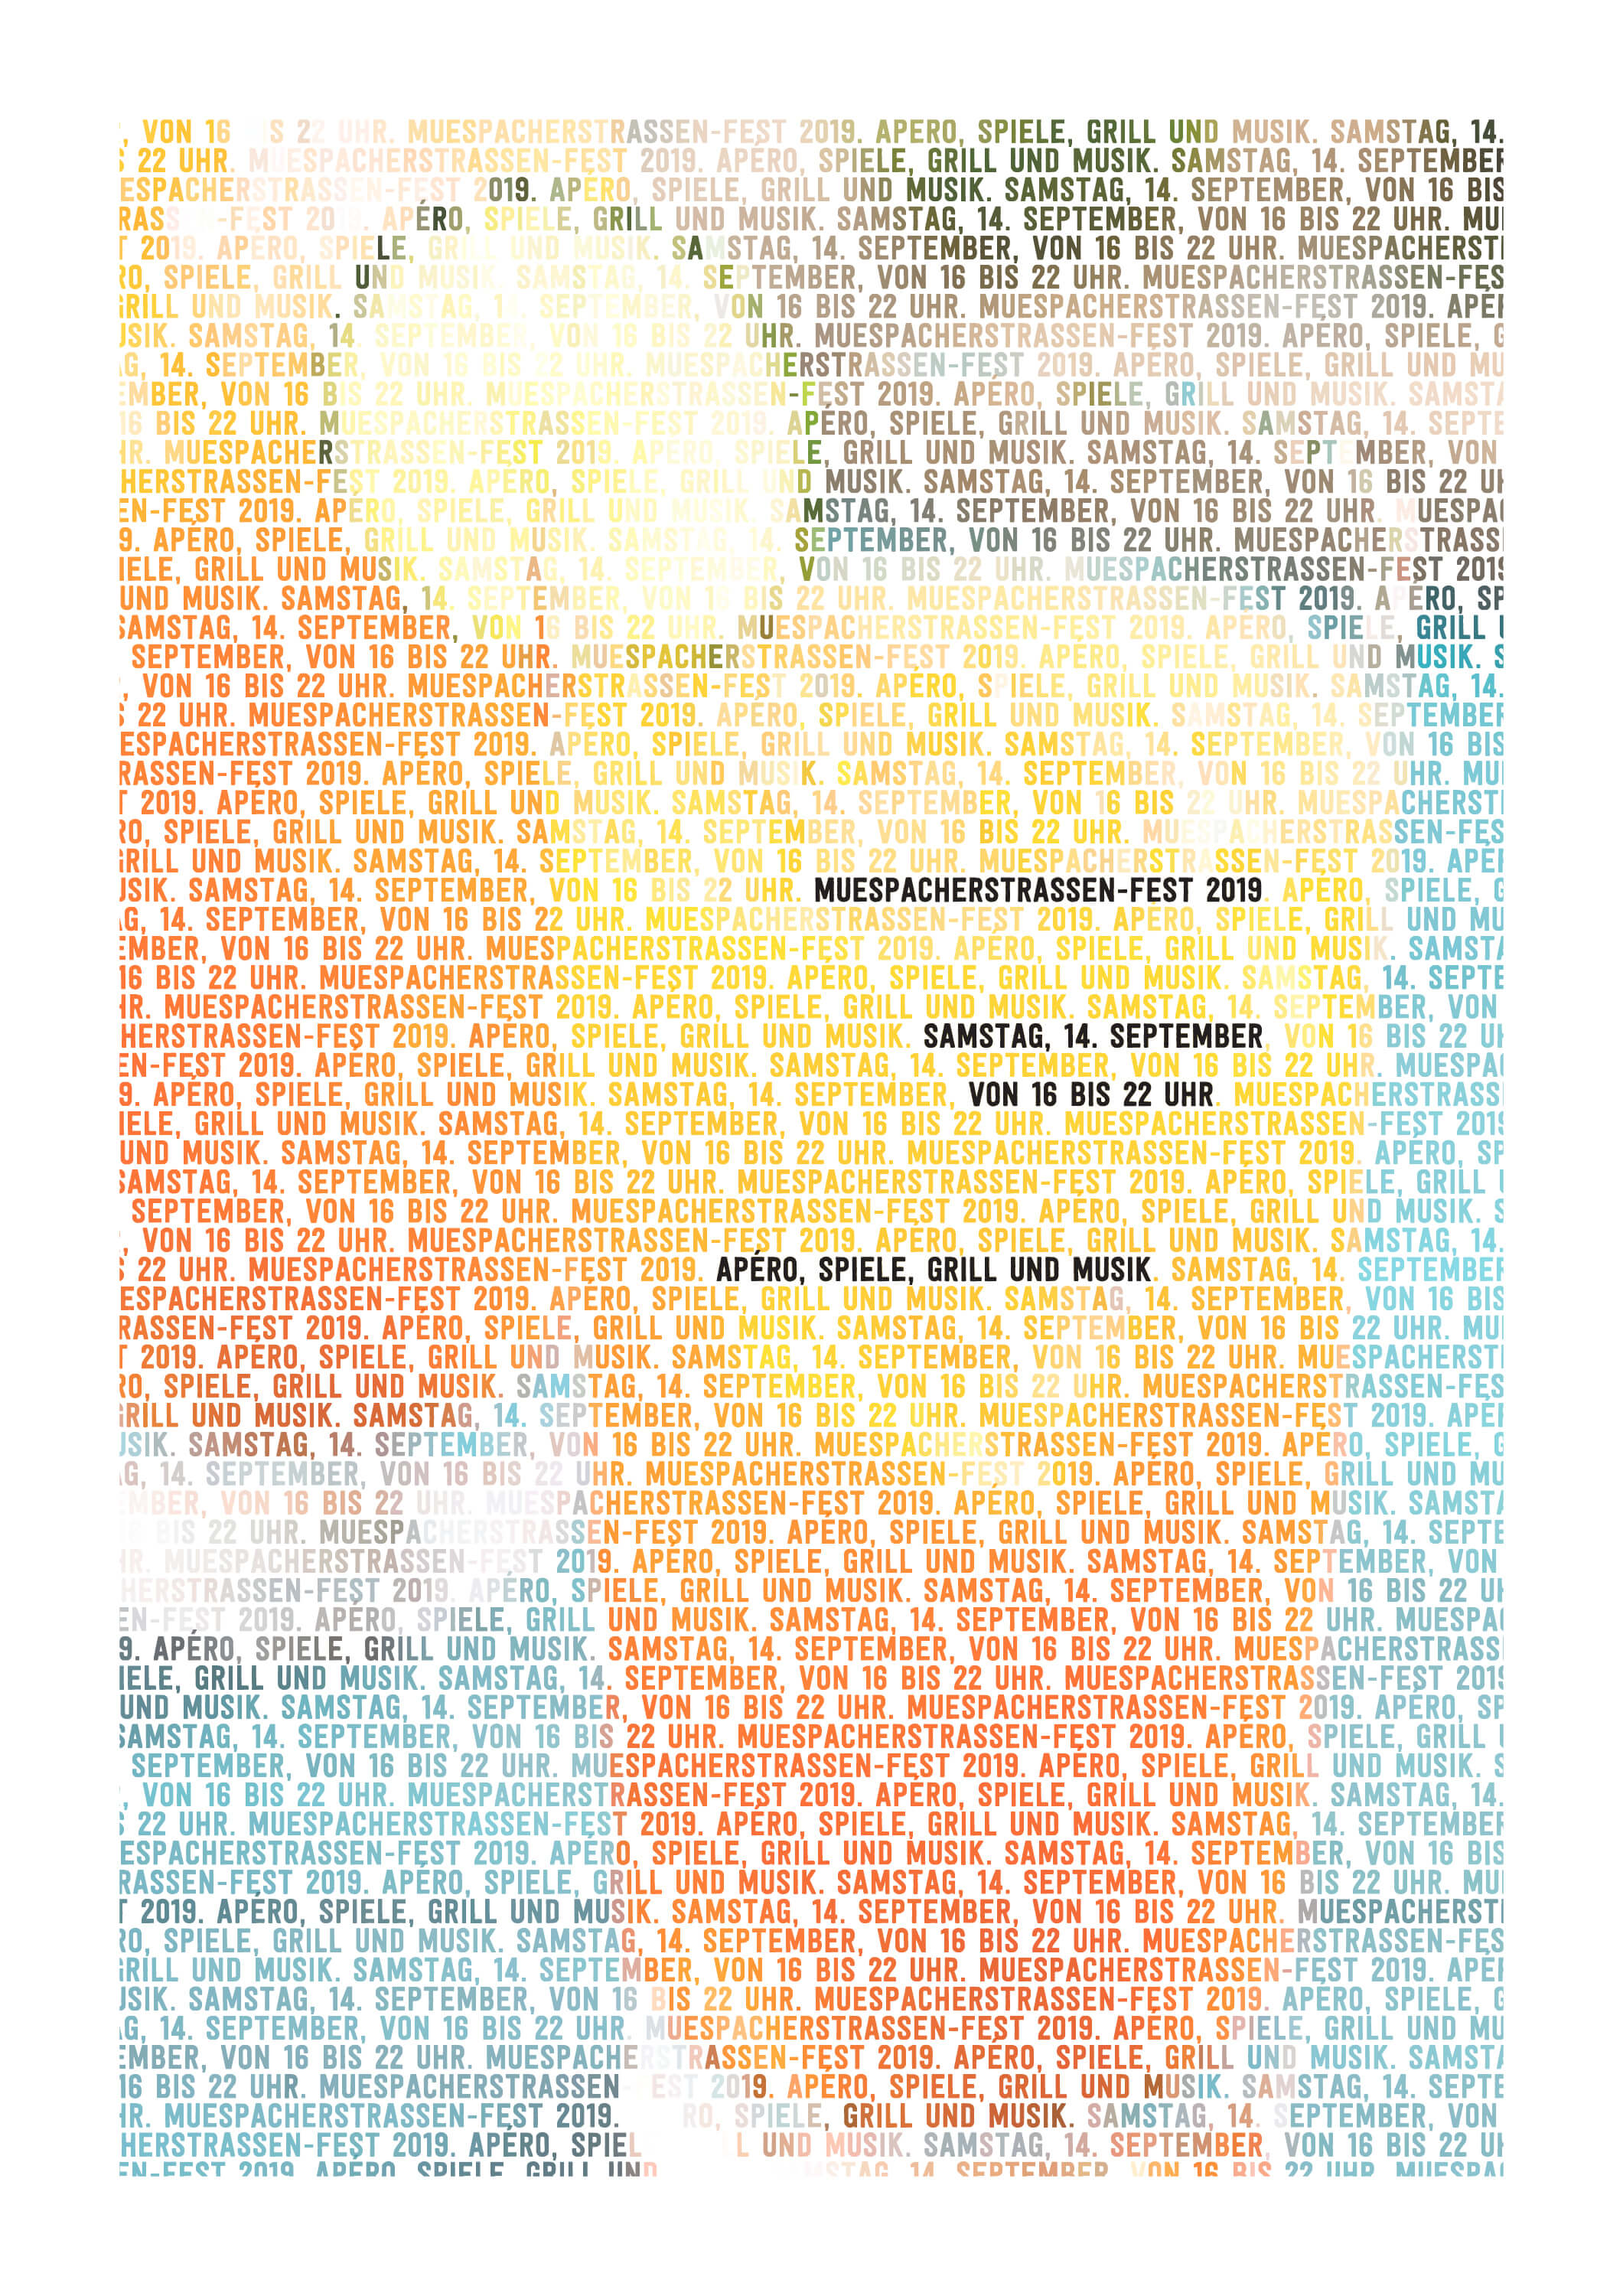 , VON 16 BIS 22 UHR. MUESPACHERSTRASSEN-FEST 2019. APÉRO, SPIELE, GRILL UND MUSIK. SAMSTAG, 14.
22 UHR. MUESPACHERSTRASSEN-FEST 2019. APÉRO, SPIELE, GRILL UND MUSIK. SAMSTAG, 14. SEPTEMBER
ESPACHERSTRASSEN-FEST 2019. APÉRO, SPIELE, GRILL UND MUSIK. SAMSTAG, 14. SEPTEMBER, VON 16 BIS
RASSEN-FEST 2019. APÉRO, SPIELE, GRILL UND MUSIK. SAMSTAG, 14. SEPTEMBER, VON 16 BIS 22 UHR. MU
T 2019. APÉRO, SPIELE, GRILL UND MUSIK. SAMSTAG, 14. SEPTEMBER, VON 16 BIS 22 UHR. MUESPACHERST
RO, SPIELE, GRILL UND MUSIK. SAMSTAG, 14. SEPTEMBER, VON 16 BIS 22 UHR. MUESPACHERSTRASSEN-FES
GRILL UND MUSIK. SAMSTAG, 14. SEPTEMBER, VON 16 BIS 22 UHR. MUESPACHERSTRASSEN-FEST 2019. APÉR
USIK. SAMSTAG, 14. SEPTEMBER, VON 16 BIS 22 UHR. MUESPACHERSTRASSEN-FEST 2019. APÉRO, SPIELE, G
G, 14. SEPTEMBER, VON 16 BIS 22 UHR. MUESPACHERSTRASSEN-FEST 2019. APÉRO, SPIELE, GRILL UND MU
EMBER, VON 16 BIS 22 UHR. MUESPACHERSTRASSEN-FEST 2019. APÉRO, SPIELE, GRILL UND MUSIK. SAMSTA
16 BIS 22 UHR. MUESPACHERSTRASSEN-FEST 2019. APÉRO, SPIELE, GRILL UND MUSIK. SAMSTAG, 14. SEPTE
HR. MUESPACHERSTRASSEN-FEST 2019. APÉRO, SPIELE, GRILL UND MUSIK. SAMSTAG, 14. SEPTEMBER, VON
HERSTRASSEN-FEST 2019. APÉRO, SPIELE, GRILL UND MUSIK. SAMSTAG, 14. SEPTEMBER, VON 16 BIS 22 UH
EN-FEST 2019. APÉRO, SPIELE, GRILL UND MUSIK. SAMSTAG, 14. SEPTEMBER, VON 16 BIS 22 UHR. MUESPA
9. APÉRO, SPIELE, GRILL UND MUSIK. SAMSTAG, 14. SEPTEMBER, VON 16 BIS 22 UHR. MUESPACHERSTRASS
IELE, GRILL UND MUSIK. SAMSTAG, 14. SEPTEMBER, VON 16 BIS 22 UHR. MUESPACHERSTRASSEN-FEST 2019
UND MUSIK. SAMSTAG, 14. SEPTEMBER, VON 16 BIS 22 UHR. MUESPACHERSTRASSEN-FEST 2019. APÉRO, SP
SAMSTAG, 14. SEPTEMBER, VON 16 BIS 22 UHR. MUESPACHERSTRASSEN-FEST 2019. APÉRO, SPIELE, GRILL
SEPTEMBER, VON 16 BIS 22 UHR. MUESPACHERSTRASSEN-FEST 2019. APÉRO, SPIELE, GRILL UND MUSIK. S
, VON 16 BIS 22 UHR. MUESPACHERSTRASSEN-FEST 2019. APÉRO, SPIELE, GRILL UND MUSIK. SAMSTAG, 14.
22 UHR. MUESPACHERSTRASSEN-FEST 2019. APÉRO, SPIELE, GRILL UND MUSIK. SAMSTAG, 14. SEPTEMBER
ESPACHERSTRASSEN-FEST 2019. APÉRO, SPIELE, GRILL UND MUSIK. SAMSTAG, 14. SEPTEMBER, VON 16 BIS
RASSEN-FEST 2019. APÉRO, SPIELE, GRILL UND MUSIK. SAMSTAG, 14. SEPTEMBER, VON 16 BIS 22 UHR. MU
T 2019. APÉRO, SPIELE, GRILL UND MUSIK. SAMSTAG, 14. SEPTEMBER, VON 16 BIS 22 UHR. MUESPACHERST
RO, SPIELE, GRILL UND MUSIK. SAMSTAG, 14. SEPTEMBER, VON 16 BIS 22 UHR. MUESPACHERSTRASSEN-FES
GRILL UND MUSIK. SAMSTAG, 14. SEPTEMBER, VON 16 BIS 22 UHR. MUESPACHERSTRASSEN-FEST 2019. APÉR
USIK. SAMSTAG, 14. SEPTEMBER, VON 16 BIS 22 UHR. MUESPACHERSTRASSEN-FEST 2019. APÉRO, SPIELE, G
G, 14. SEPTEMBER, VON 16 BIS 22 UHR. MUESPACHERSTRASSEN-FEST 2019. APÉRO, SPIELE, GRILL UND MU
EMBER, VON 16 BIS 22 UHR. MUESPACHERSTRASSEN-FEST 2019. APÉRO, SPIELE, GRILL UND MUSIK. SAMSTA
16 BIS 22 UHR. MUESPACHERSTRASSEN-FEST 2019. APÉRO, SPIELE, GRILL UND MUSIK. SAMSTAG, 14. SEPTE
HR. MUESPACHERSTRASSEN-FEST 2019. APÉRO, SPIELE, GRILL UND MUSIK. SAMSTAG, 14. SEPTEMBER, VON
HERSTRASSEN-FEST 2019. APÉRO, SPIELE, GRILL UND MUSIK. SAMSTAG, 14. SEPTEMBER, VON 16 BIS 22 UH
EN-FEST 2019. APÉRO, SPIELE, GRILL UND MUSIK. SAMSTAG, 14. SEPTEMBER, VON 16 BIS 22 UHR. MUESPA
9. APÉRO, SPIELE, GRILL UND MUSIK. SAMSTAG, 14. SEPTEMBER, VON 16 BIS 22 UHR. MUESPACHERSTRASS
IELE, GRILL UND MUSIK. SAMSTAG, 14. SEPTEMBER, VON 16 BIS 22 UHR. MUESPACHERSTRASSEN-FEST 2019
UND MUSIK. SAMSTAG, 14. SEPTEMBER, VON 16 BIS 22 UHR. MUESPACHERSTRASSEN-FEST 2019. APÉRO, SP
SAMSTAG, 14. SEPTEMBER, VON 16 BIS 22 UHR. MUESPACHERSTRASSEN-FEST 2019. APÉRO, SPIELE, GRILL
SEPTEMBER, VON 16 BIS 22 UHR. MUESPACHERSTRASSEN-FEST 2019. APÉRO, SPIELE, GRILL UND MUSIK. S
, VON 16 BIS 22 UHR. MUESPACHERSTRASSEN-FEST 2019. APÉRO, SPIELE, GRILL UND MUSIK. SAMSTAG, 14.
22 UHR. MUESPACHERSTRASSEN-FEST 2019. APÉRO, SPIELE, GRILL UND MUSIK. SAMSTAG, 14. SEPTEMBER
ESPACHERSTRASSEN-FEST 2019. APÉRO, SPIELE, GRILL UND MUSIK. SAMSTAG, 14. SEPTEMBER, VON 16 BIS
RASSEN-FEST 2019. APÉRO, SPIELE, GRILL UND MUSIK. SAMSTAG, 14. SEPTEMBER, VON 16 BIS 22 UHR. MU
T 2019. APÉRO, SPIELE, GRILL UND MUSIK. SAMSTAG, 14. SEPTEMBER, VON 16 BIS 22 UHR. MUESPACHERST
RO, SPIELE, GRILL UND MUSIK. SAMSTAG, 14. SEPTEMBER, VON 16 BIS 22 UHR. MUESPACHERSTRASSEN-FES
GRILL UND MUSIK. SAMSTAG, 14. SEPTEMBER, VON 16 BIS 22 UHR. MUESPACHERSTRASSEN-FEST 2019. APÉR
USIK. SAMSTAG, 14. SEPTEMBER, VON 16 BIS 22 UHR. MUESPACHERSTRASSEN-FEST 2019. APÉRO, SPIELE, G
G, 14. SEPTEMBER, VON 16 BIS 22 UHR. MUESPACHERSTRASSEN-FEST 2019. APÉRO, SPIELE, GRILL UND MU
EMBER, VON 16 BIS 22 UHR. MUESPACHERSTRASSEN-FEST 2019. APÉRO, SPIELE, GRILL UND MUSIK. SAMSTA
BIS 22 UHR. MUESPACHERSTRASSEN-FEST 2019. APÉRO, SPIELE, GRILL UND MUSIK. SAMSTAG, 14. SEPTE
HR. MUESPACHERSTRASSEN-FEST 2019. APÉRO, SPIELE, GRILL UND MUSIK. SAMSTAG, 14. SEPTEMBER, VON
HERSTRASSEN-FEST 2019. APÉRO, SPIELE, GRILL UND MUSIK. SAMSTAG, 14. SEPTEMBER, VON 16 BIS 22 UH
EN-FEST 2019. APÉRO, SPIELE, GRILL UND MUSIK. SAMSTAG, 14. SEPTEMBER, VON 16 BIS 22 UHR. MUESPA
9. APÉRO, SPIELE, GRILL UND MUSIK. SAMSTAG, 14. SEPTEMBER, VON 16 BIS 22 UHR. MUESPACHERSTRASS
IELE, GRILL UND MUSIK. SAMSTAG, 14. SEPTEMBER, VON 16 BIS 22 UHR. MUESPACHERSTRASSEN-FEST 2019
UND MUSIK. SAMSTAG, 14. SEPTEMBER, VON 16 BIS 22 UHR. MUESPACHERSTRASSEN-FEST 2019. APÉRO, SP
SAMSTAG, 14. SEPTEMBER, VON 16 BIS 22 UHR. MUESPACHERSTRASSEN-FEST 2019. APÉRO, SPIELE, GRILL
SEPTEMBER, VON 16 BIS 22 UHR. MUESPACHERSTRASSEN-FEST 2019. APÉRO, SPIELE, GRILL UND MUSIK. S
, VON 16 BIS 22 UHR. MUESPACHERSTRASSEN-FEST 2019. APÉRO, SPIELE, GRILL UND MUSIK. SAMSTAG, 14.
22 UHR. MUESPACHERSTRASSEN-FEST 2019. APÉRO, SPIELE, GRILL UND MUSIK. SAMSTAG, 14. SEPTEMBER
ESPACHERSTRASSEN-FEST 2019. APÉRO, SPIELE, GRILL UND MUSIK. SAMSTAG, 14. SEPTEMBER, VON 16 BIS
RASSEN-FEST 2019. APÉRO, SPIELE, GRILL UND MUSIK. SAMSTAG, 14. SEPTEMBER, VON 16 BIS 22 UHR. MU
T 2019. APÉRO, SPIELE, GRILL UND MUSIK. SAMSTAG, 14. SEPTEMBER, VON 16 BIS 22 UHR. MUESPACHERST
RO, SPIELE, GRILL UND MUSIK. SAMSTAG, 14. SEPTEMBER, VON 16 BIS 22 UHR. MUESPACHERSTRASSEN-FES
GRILL UND MUSIK. SAMSTAG, 14. SEPTEMBER, VON 16 BIS 22 UHR. MUESPACHERSTRASSEN-FEST 2019. APÉR
USIK. SAMSTAG, 14. SEPTEMBER, VON 16 BIS 22 UHR. MUESPACHERSTRASSEN-FEST 2019. APÉRO, SPIELE, G
G, 14. SEPTEMBER, VON 16 BIS 22 UHR. MUESPACHERSTRASSEN-FEST 2019. APÉRO, SPIELE, GRILL UND MU
EMBER, VON 16 BIS 22 UHR. MUESPACHERSTRASSEN-FEST 2019. APÉRO, SPIELE, GRILL UND MUSIK. SAMSTA
16 BIS 22 UHR. MUESPACHERSTRASSEN-FEST 2019. APÉRO, SPIELE, GRILL UND MUSIK. SAMSTAG, 14. SEPTE
HR. MUESPACHERSTRASSEN-FEST 2019. RO, SPIELE, GRILL UND MUSIK. SAMSTAG, 14. SEPTEMBER, VON
HERSTRASSEN-FEST 2019. APÉRO, SPIEL L UND MUSIK. SAMSTAG, 14. SEPTEMBER, VON 16 BIS 22 UH
EN-FEST 2019. APÉRO, SPIELE, GRILL UND MSTAG, 14. SEPTEMBER, VON 16 BIS 22 UHR. MUESPA